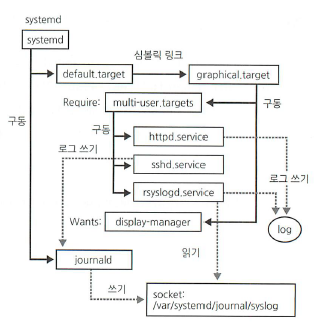 systemd
systemd
심볼릭 링크
default.target
graphical.target
구동
Require:
multi-user.targets
구동
구동
httpd.service
로그 쓰기
sshd.service
로그 쓰기
rsyslogd.service
Wants:
display-manager
log
읽기
journald
쓰기
socket:
/var/systemd/journal/syslog